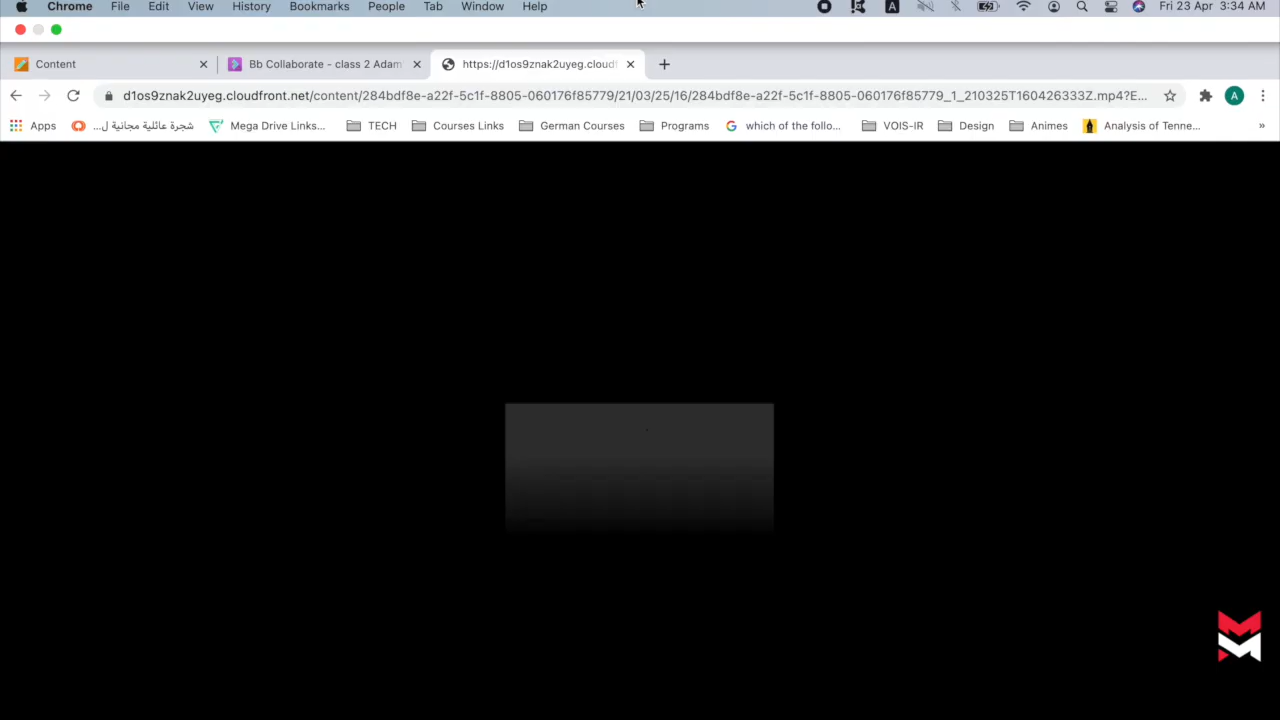 Chrome File Edit View History Bookmarks People Tab Window Help A Fri 23 Apr 3:34 AM
Content Bb Collaborate - class 2 Adam https://d1os9znak2uyeg.cloudf
d1os9znak2uyeg.cloudfront.net/content/284bdf8e-a22f-5c1f-8805-060176f85779/21/03/25/16/284bdf8e-a22f-5c1f-8805-060176f85779_1_210325T160426333Z.mp4?E... A
Apps شجرة عائلية مجانية ل... Mega Drive Links... TECH Courses Links German Courses Programs which of the follo... VOIS-IR Design Animes Analysis of Tenne... »